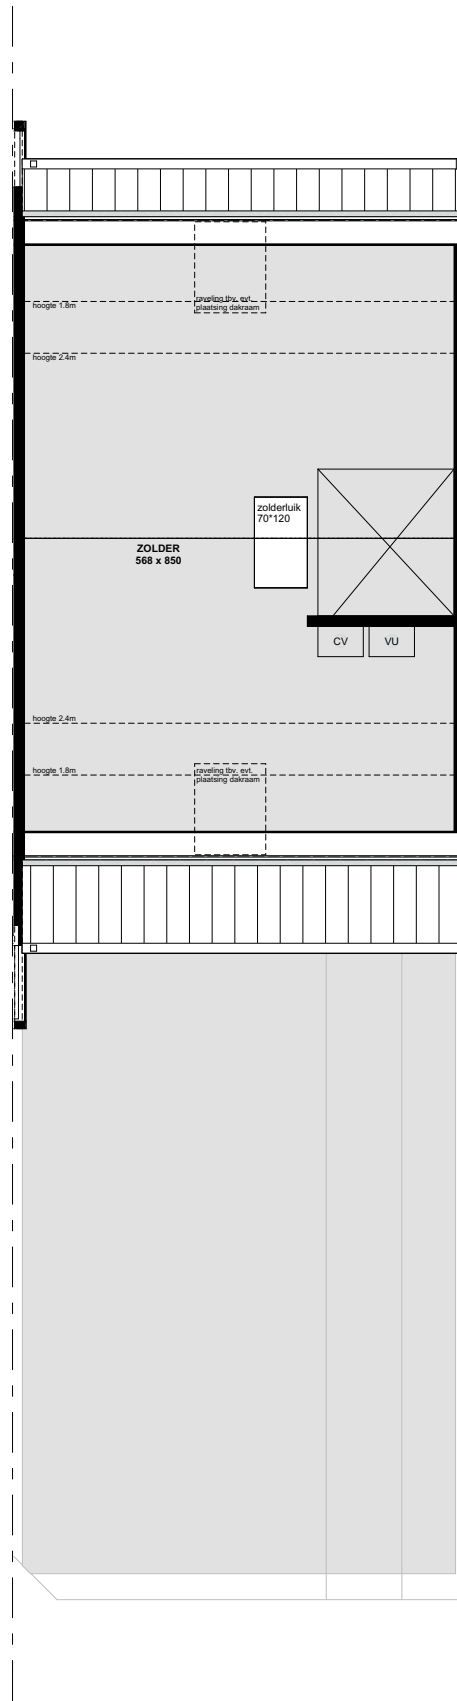 raveling tbv. evt.
plaatsing dakraam
hoogte 1.8m
hoogte 2.4m
zolderluik
70*120
ZOLDER
568 x 850
CV
VU
hoogte 2.4m
hoogte 1.8m
raveling tbv. evt.
plaatsing dakraam